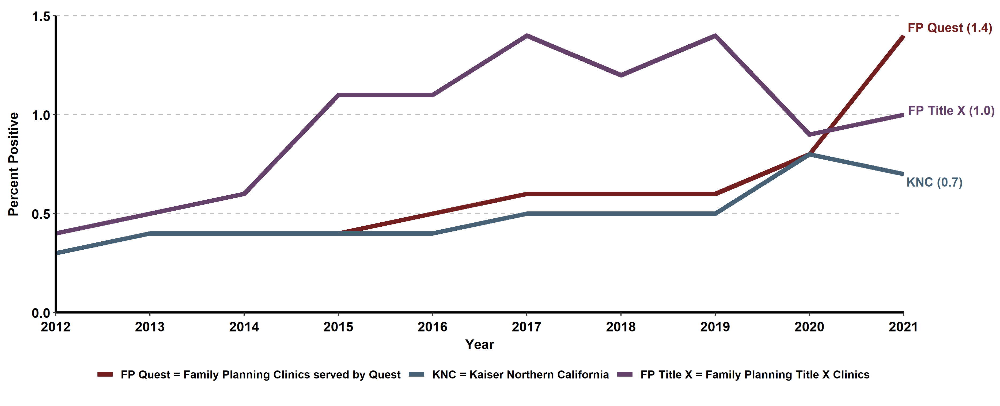 1.5
1.0
0.5
0.0
Percent Positive
FP Quest (1.4)
FP Title X (1.0)
KNC (0.7)
2012 2013 2014 2015 2016 2017 2018 2019 2020 2021
Year
FP Quest = Family Planning Clinics served by Quest KNC = Kaiser Northern California FP Title X = Family Planning Title X Clinics